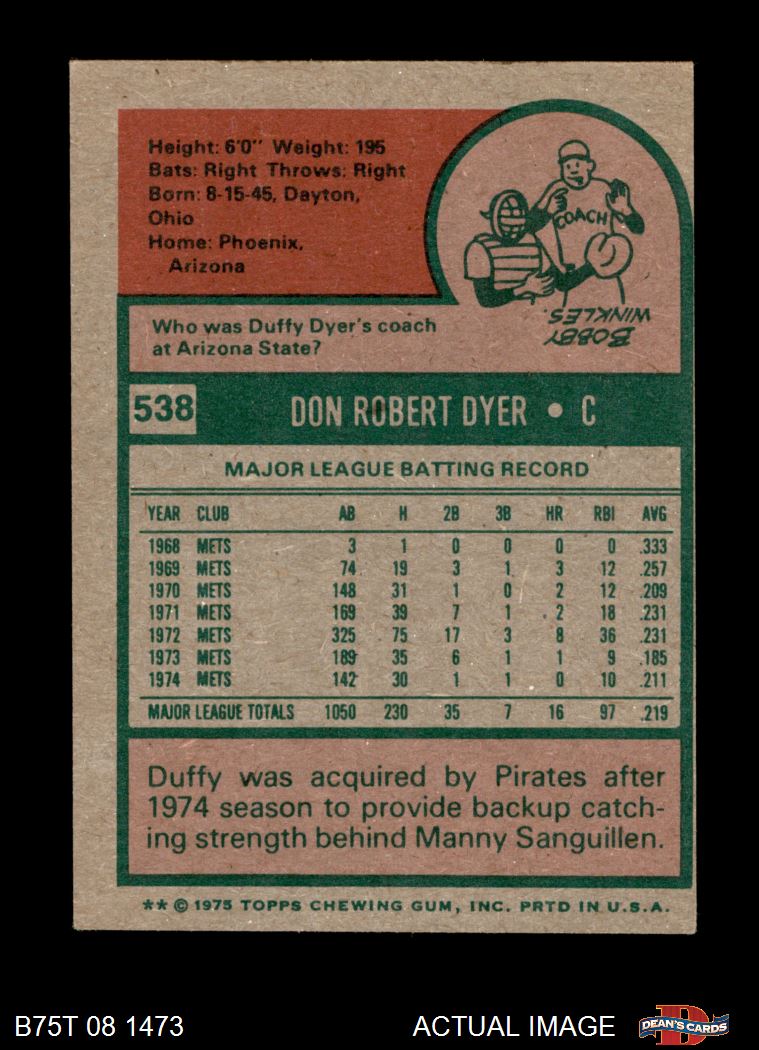 Height: 6'0" Weight: 195
Bats: Right Throws: Right
Born: 8-15-45, Dayton,
Ohio
Home: Phoenix,
Arizona
COACH
BOBBY
WINKLES.
Who was Duffy Dyer's coach
at Arizona State?
538 DON ROBERT DYER • C
MAJOR LEAGUE BATTING RECORD
YEAR CLUB AB H 2B 3B HR RBI AVG
1968 METS 3 1 0 0 0 0 .333
1969 METS 74 19 3 1 3 12 .257
1970 METS 148 31 1 0 2 12 .209
1971 METS 169 39 7 1 2 18 .231
1972 METS 325 75 17 3 8 36 .231
1973 METS 189 35 6 1 1 9 .185
1974 METS 142 30 1 1 0 10 .211
MAJOR LEAGUE TOTALS 1050 230 35 7 16 97 .219
Duffy was acquired by Pirates after
1974 season to provide backup catch-
ing strength behind Manny Sanguillen.
** © 1975 TOPPS CHEWING GUM, INC. PRTD IN U.S.A.
B75T 08 1473 ACTUAL IMAGE D DEAN'S CARDS